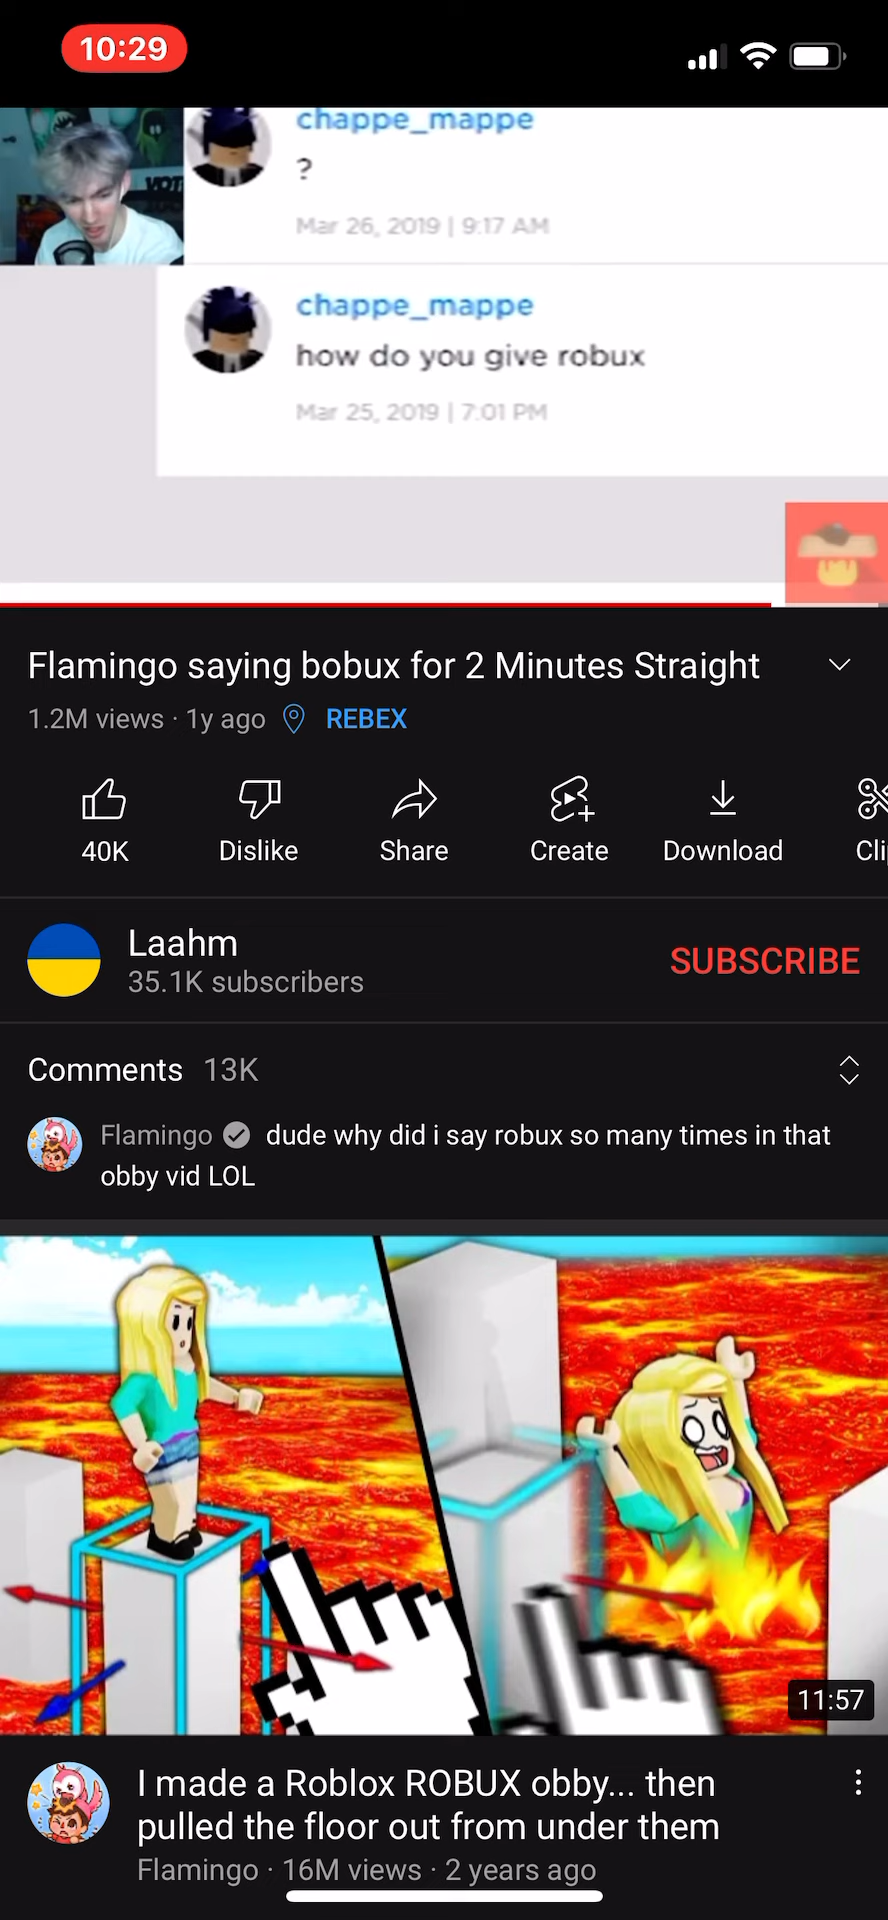 10:29
chappe_mappe
?
Mar 26, 2019 | 9:17 AM
chappe_mappe
how do you give robux
Mar 25, 2019 | 7:01 PM
Flamingo saying bobux for 2 Minutes Straight
1.2M views · 1y ago REBEX
40K Dislike Share Create Download Cli
Laahm
35.1K subscribers
SUBSCRIBE
Comments 13K
Flamingo dude why did i say robux so many times in that
obby vid LOL
11:57
I made a Roblox ROBUX obby... then
pulled the floor out from under them
Flamingo · 16M views · 2 years ago